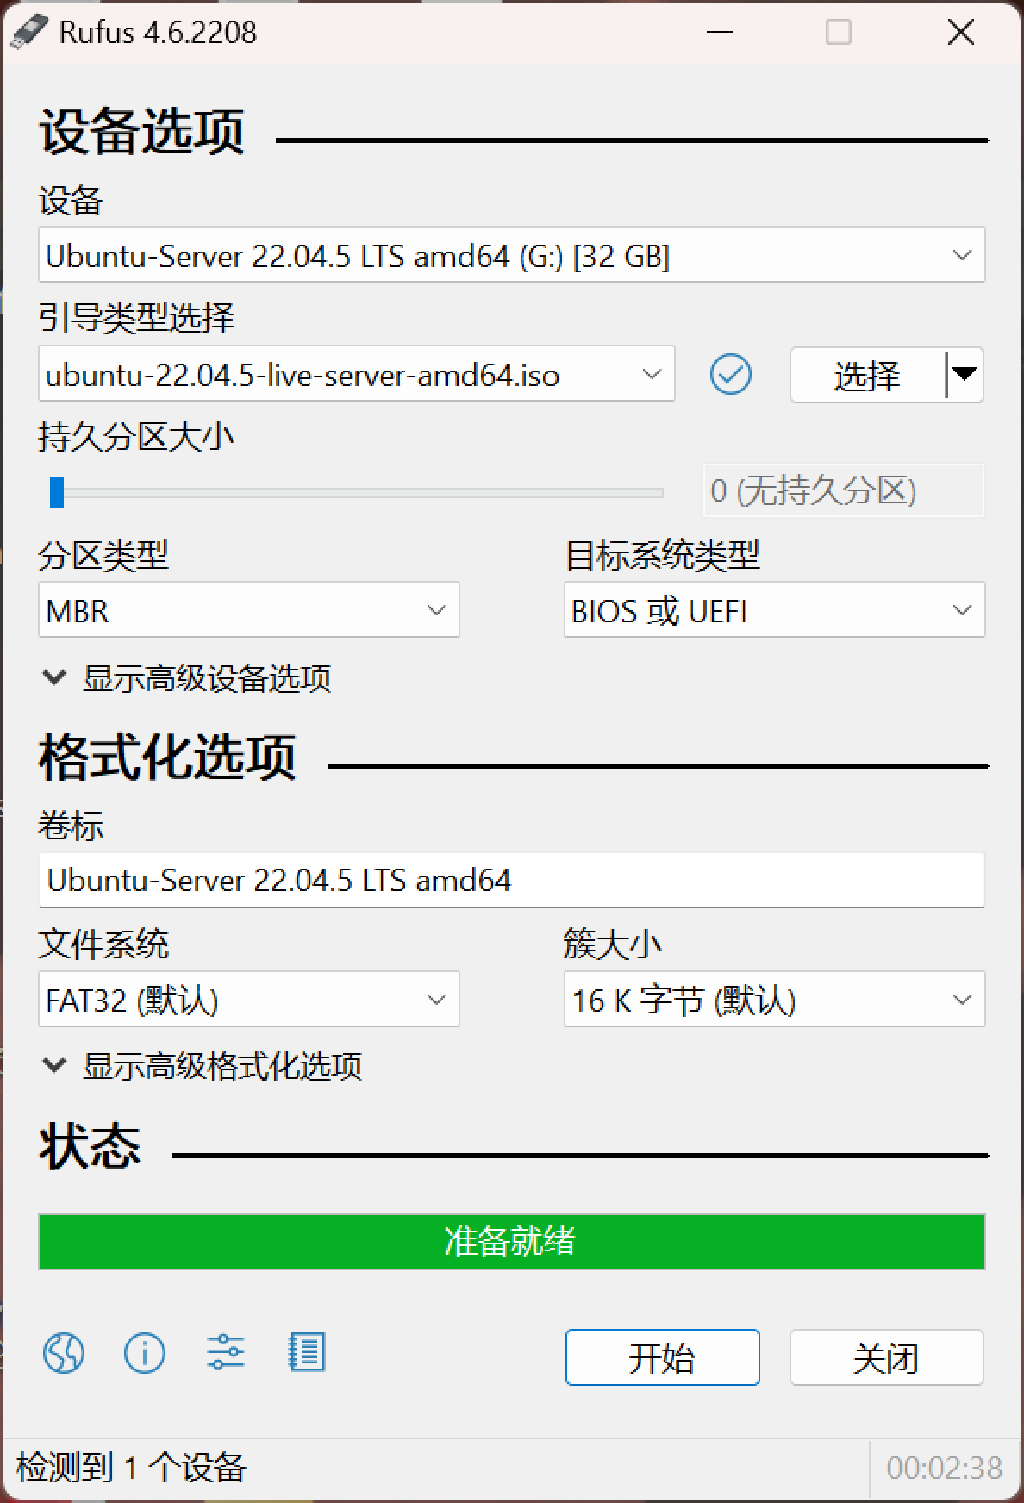 Rufus 4.6.2208
设备选项
设备
Ubuntu-Server 22.04.5 LTS amd64 (G:) [32 GB]
引导类型选择
ubuntu-22.04.5-live-server-amd64.iso
选择
持久分区大小
0 (无持久分区)
分区类型
目标系统类型
MBR
BIOS 或 UEFI
显示高级设备选项
格式化选项
卷标
Ubuntu-Server 22.04.5 LTS amd64
文件系统
簇大小
FAT32 (默认)
16 K 字节 (默认)
显示高级格式化选项
状态
准备就绪
开始
关闭
检测到 1 个设备
00:02:38